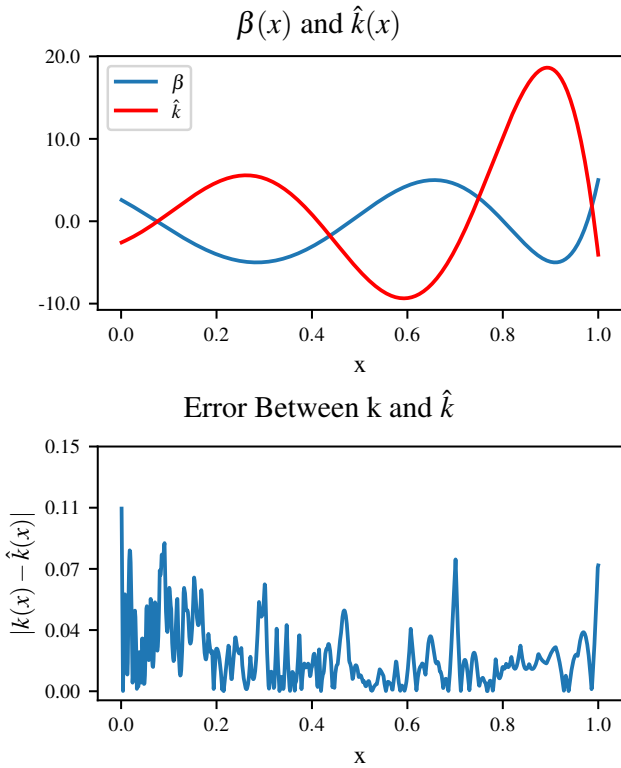 β(x) and k̂(x)
20.0
10.0
0.0
-10.0
β
k̂
0.0 0.2 0.4 0.6 0.8 1.0
x
Error Between k and k̂
0.15
0.11
0.07
0.04
0.00
|k(x) − k̂(x)|
0.0 0.2 0.4 0.6 0.8 1.0
x